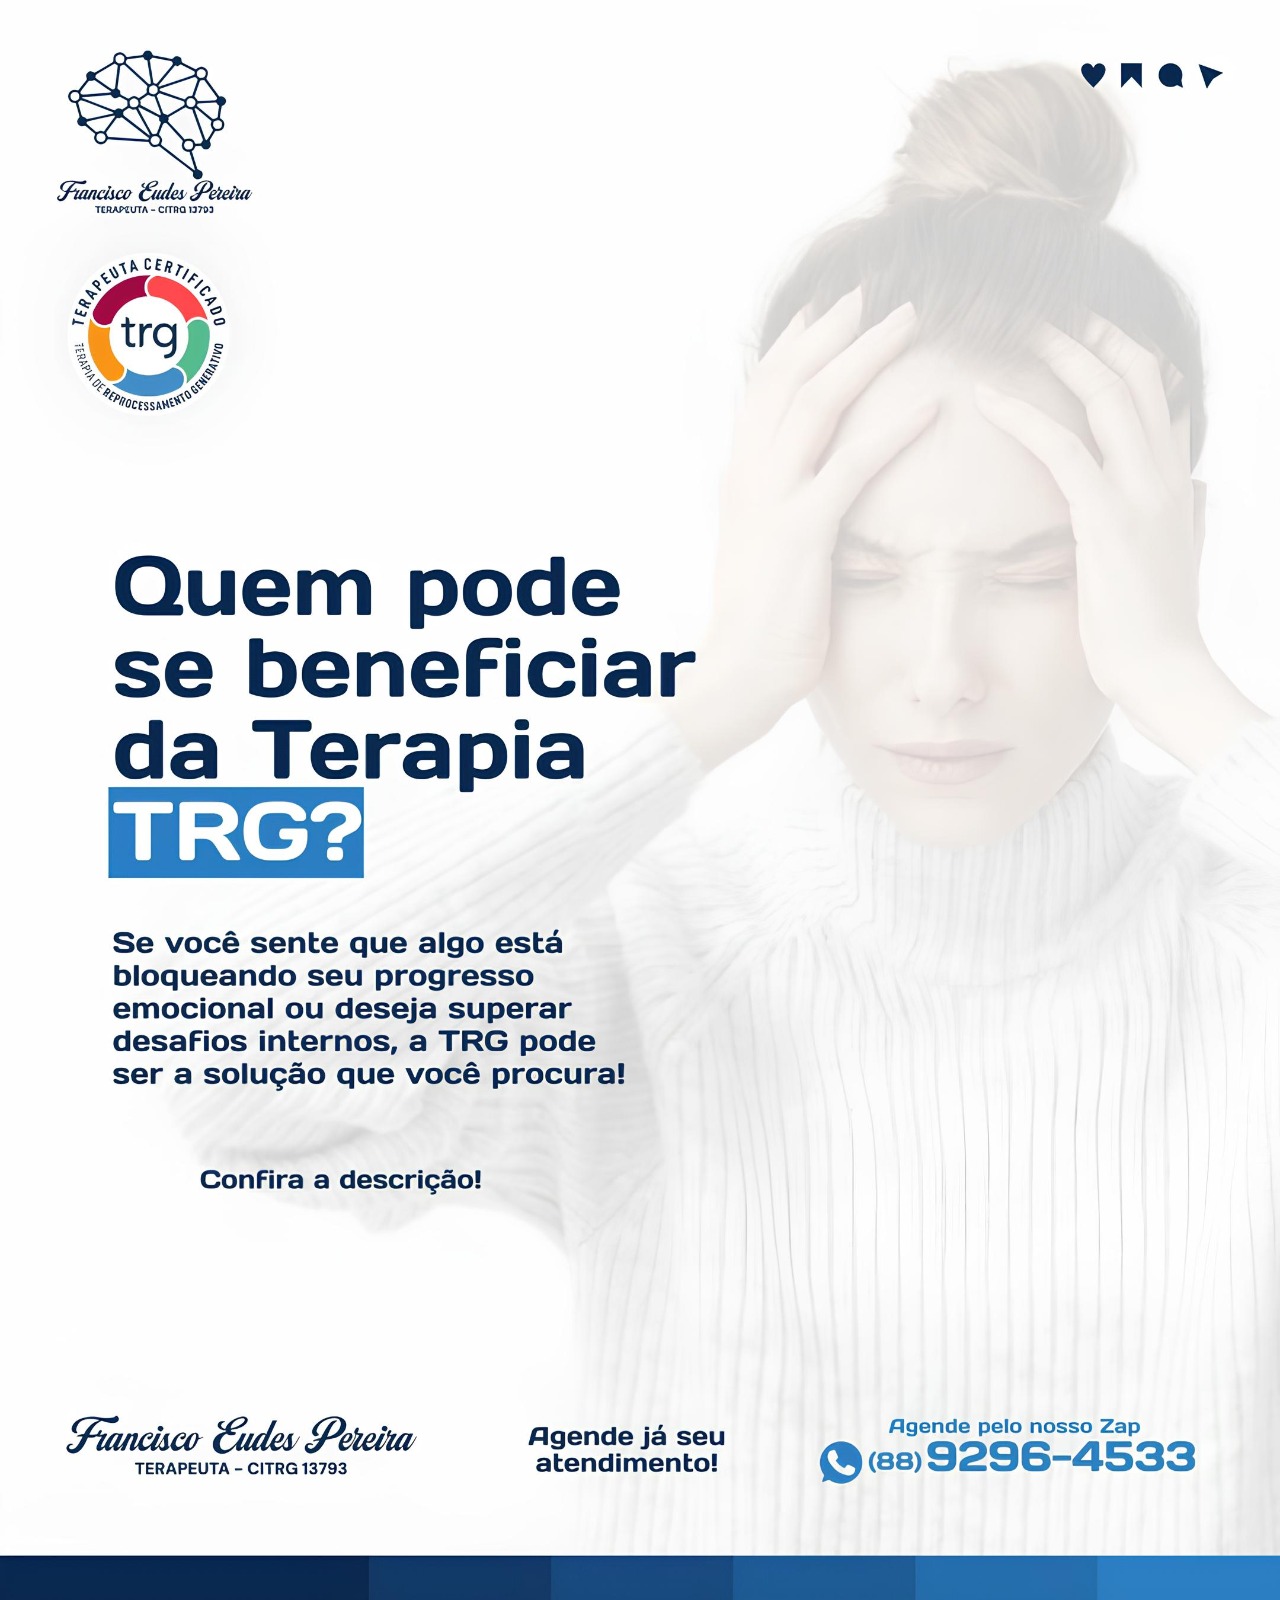 Francisco Eudes Pereira
TERAPEUTA - CITRG 13793
TERAPEUTA CERTIFICADO
trg
TERAPIA DE REPROCESSAMENTO GENERATIVO
Quem pode
se beneficiar
da Terapia
TRG?
Se você sente que algo está
bloqueando seu progresso
emocional ou deseja superar
desafios internos, a TRG pode
ser a solução que você procura!
Confira a descrição!
Francisco Eudes Pereira
TERAPEUTA - CITRG 13793
Agende já seu
atendimento!
Agende pelo nosso Zap
(88) 9296-4533